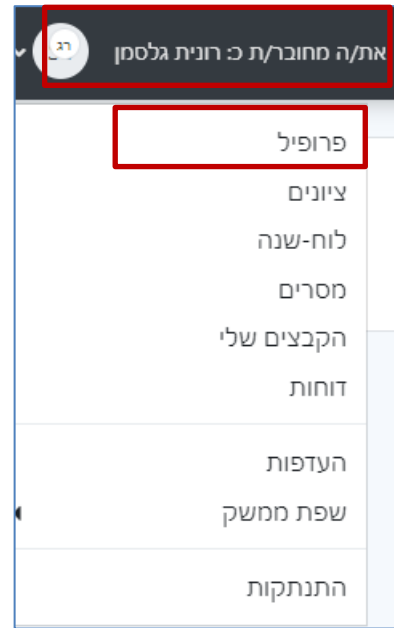 את/ה מחובר/ת כ: רונית גלסמן רג
פרופיל
ציונים
לוח-שנה
מסרים
הקבצים שלי
דוחות
העדפות
שפת ממשק
התנתקות